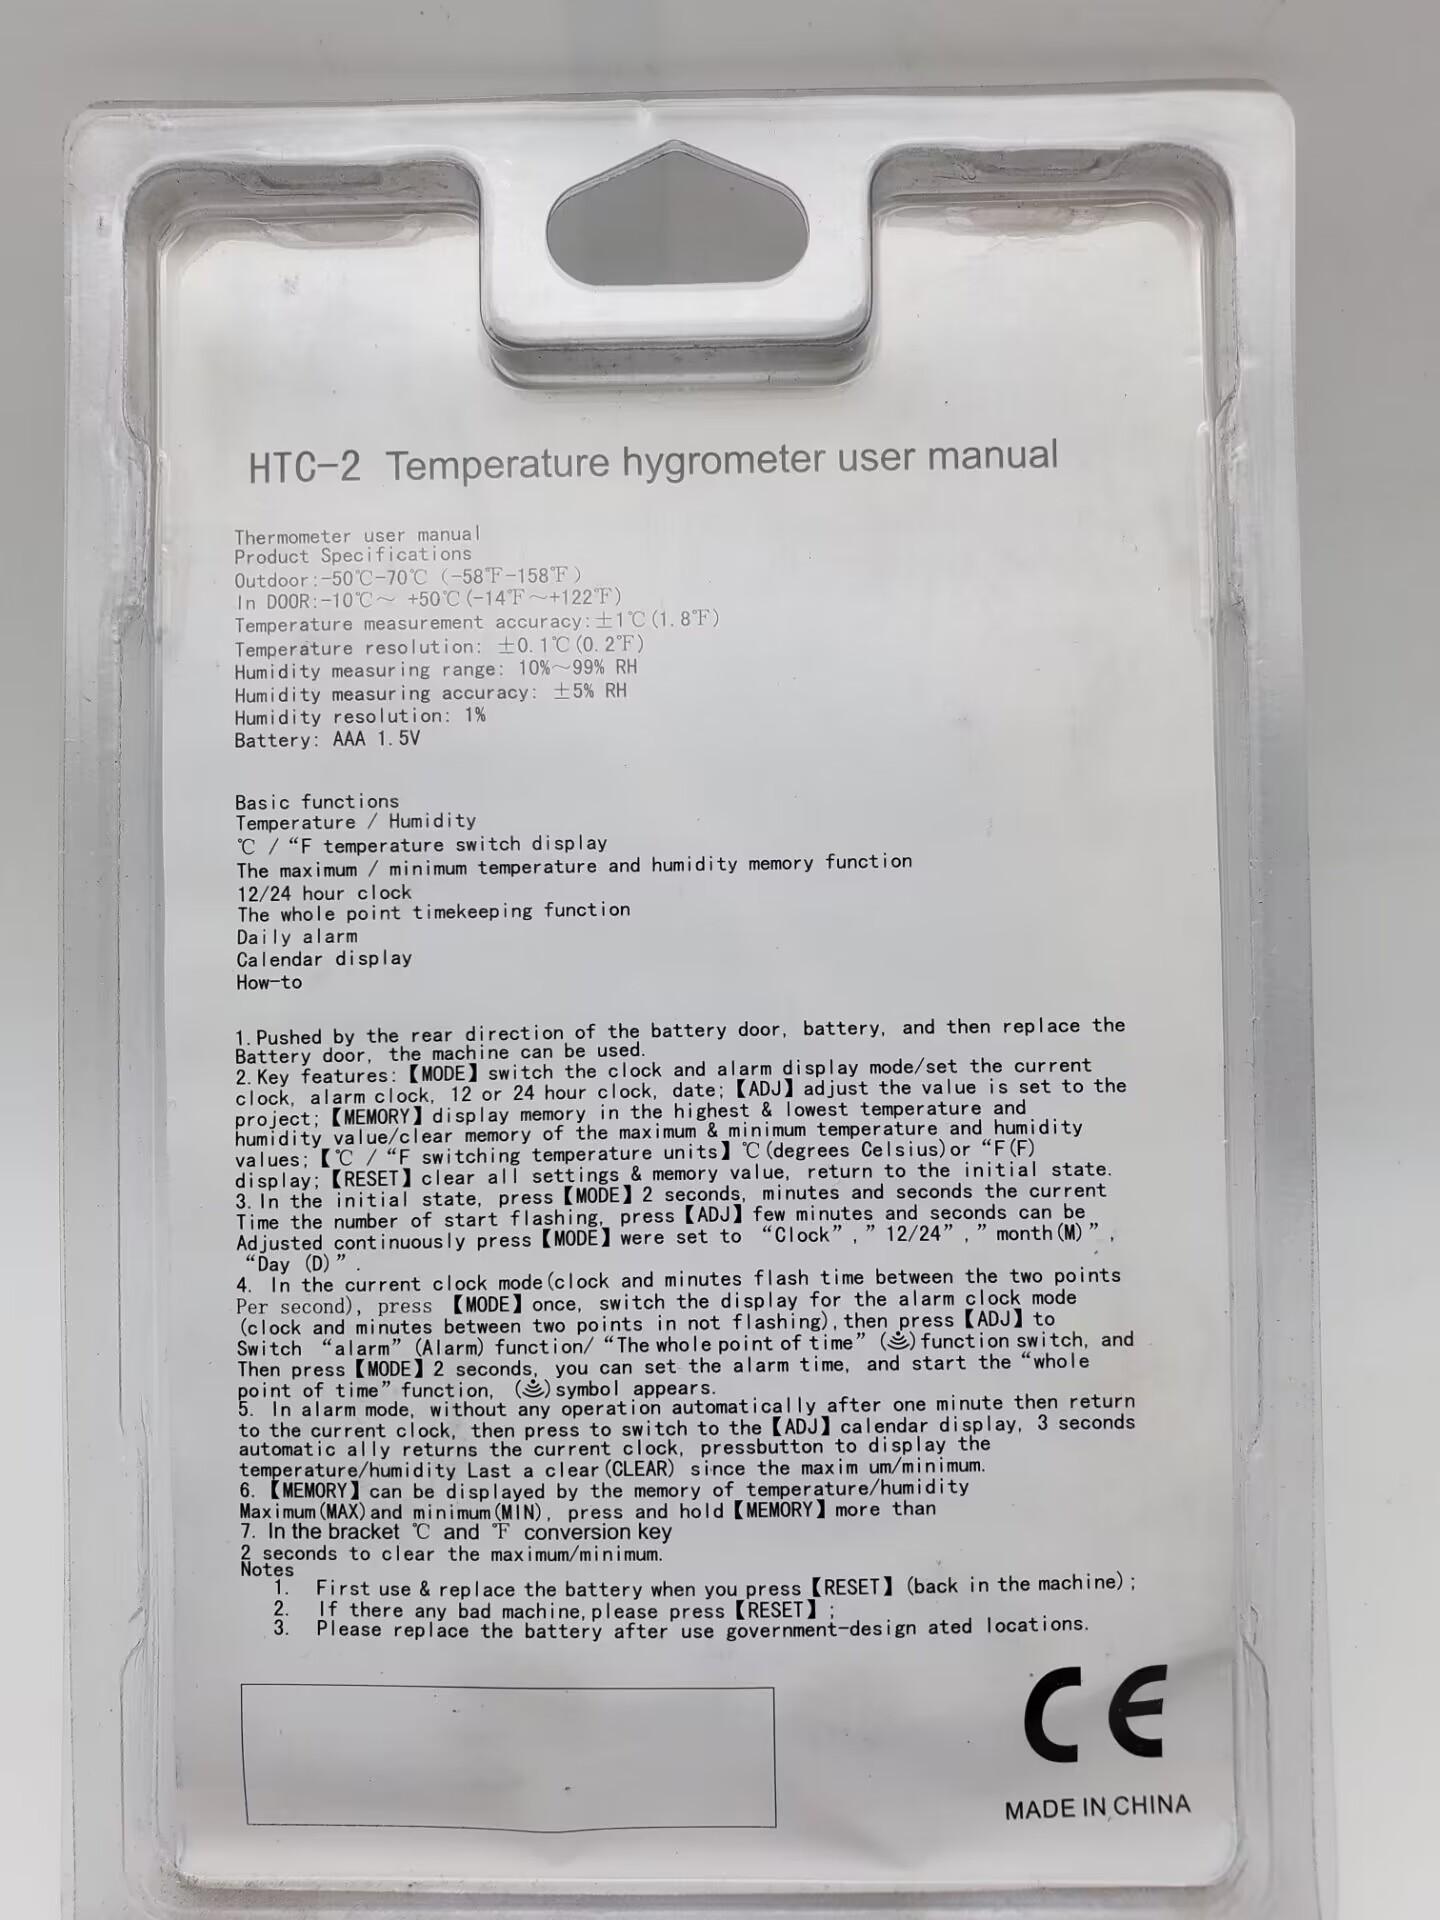 HTC-2 Temperature hygrometer user manual
Thermometer user manual
Product Specifications
Outdoor:-50℃-70℃ (-58℉-158℉)
In DOOR:-10℃～ +50℃(-14℉～+122℉)
Temperature measurement accuracy:±1℃(1.8℉)
Temperature resolution: ±0.1℃(0.2℉)
Humidity measuring range: 10%～99% RH
Humidity measuring accuracy: ±5% RH
Humidity resolution: 1%
Battery: AAA 1.5V
Basic functions
Temperature / Humidity
℃ / “F temperature switch display
The maximum / minimum temperature and humidity memory function
12/24 hour clock
The whole point timekeeping function
Daily alarm
Calendar display
How-to
1.Pushed by the rear direction of the battery door, battery, and then replace the
Battery door, the machine can be used.
2.Key features:【MODE】switch the clock and alarm display mode/set the current
clock, alarm clock, 12 or 24 hour clock, date;【ADJ】adjust the value is set to the
project;【MEMORY】display memory in the highest & lowest temperature and
humidity value/clear memory of the maximum & minimum temperature and humidity
values;【℃ / “F switching temperature units】℃(degrees Celsius)or “F(F)
display;【RESET】clear all settings & memory value, return to the initial state.
3.In the initial state, press【MODE】2 seconds, minutes and seconds the current
Time the number of start flashing, press【ADJ】few minutes and seconds can be
Adjusted continuously press【MODE】were set to “Clock”,” 12/24”,” month(M)”,
“Day (D)”.
4. In the current clock mode(clock and minutes flash time between the two points
Per second), press 【MODE】once, switch the display for the alarm clock mode
(clock and minutes between two points in not flashing),then press【ADJ】to
Switch “alarm”(Alarm) function/“The whole point of time” ()function switch, and
Then press【MODE】2 seconds, you can set the alarm time, and start the“whole
point of time”function, ()symbol appears.
5. In alarm mode, without any operation automatically after one minute then return
to the current clock, then press to switch to the【ADJ】calendar display, 3 seconds
automatic ally returns the current clock, pressbutton to display the
temperature/humidity Last a clear(CLEAR) since the maxim um/minimum.
6.【MEMORY】can be displayed by the memory of temperature/humidity
Maximum(MAX)and minimum(MIN), press and hold【MEMORY】more than
7. In the bracket ℃ and ℉ conversion key
2 seconds to clear the maximum/minimum.
Notes
1. First use & replace the battery when you press【RESET】(back in the machine);
2. If there any bad machine,please press【RESET】;
3. Please replace the battery after use government-design ated locations.
CE
MADE IN CHINA